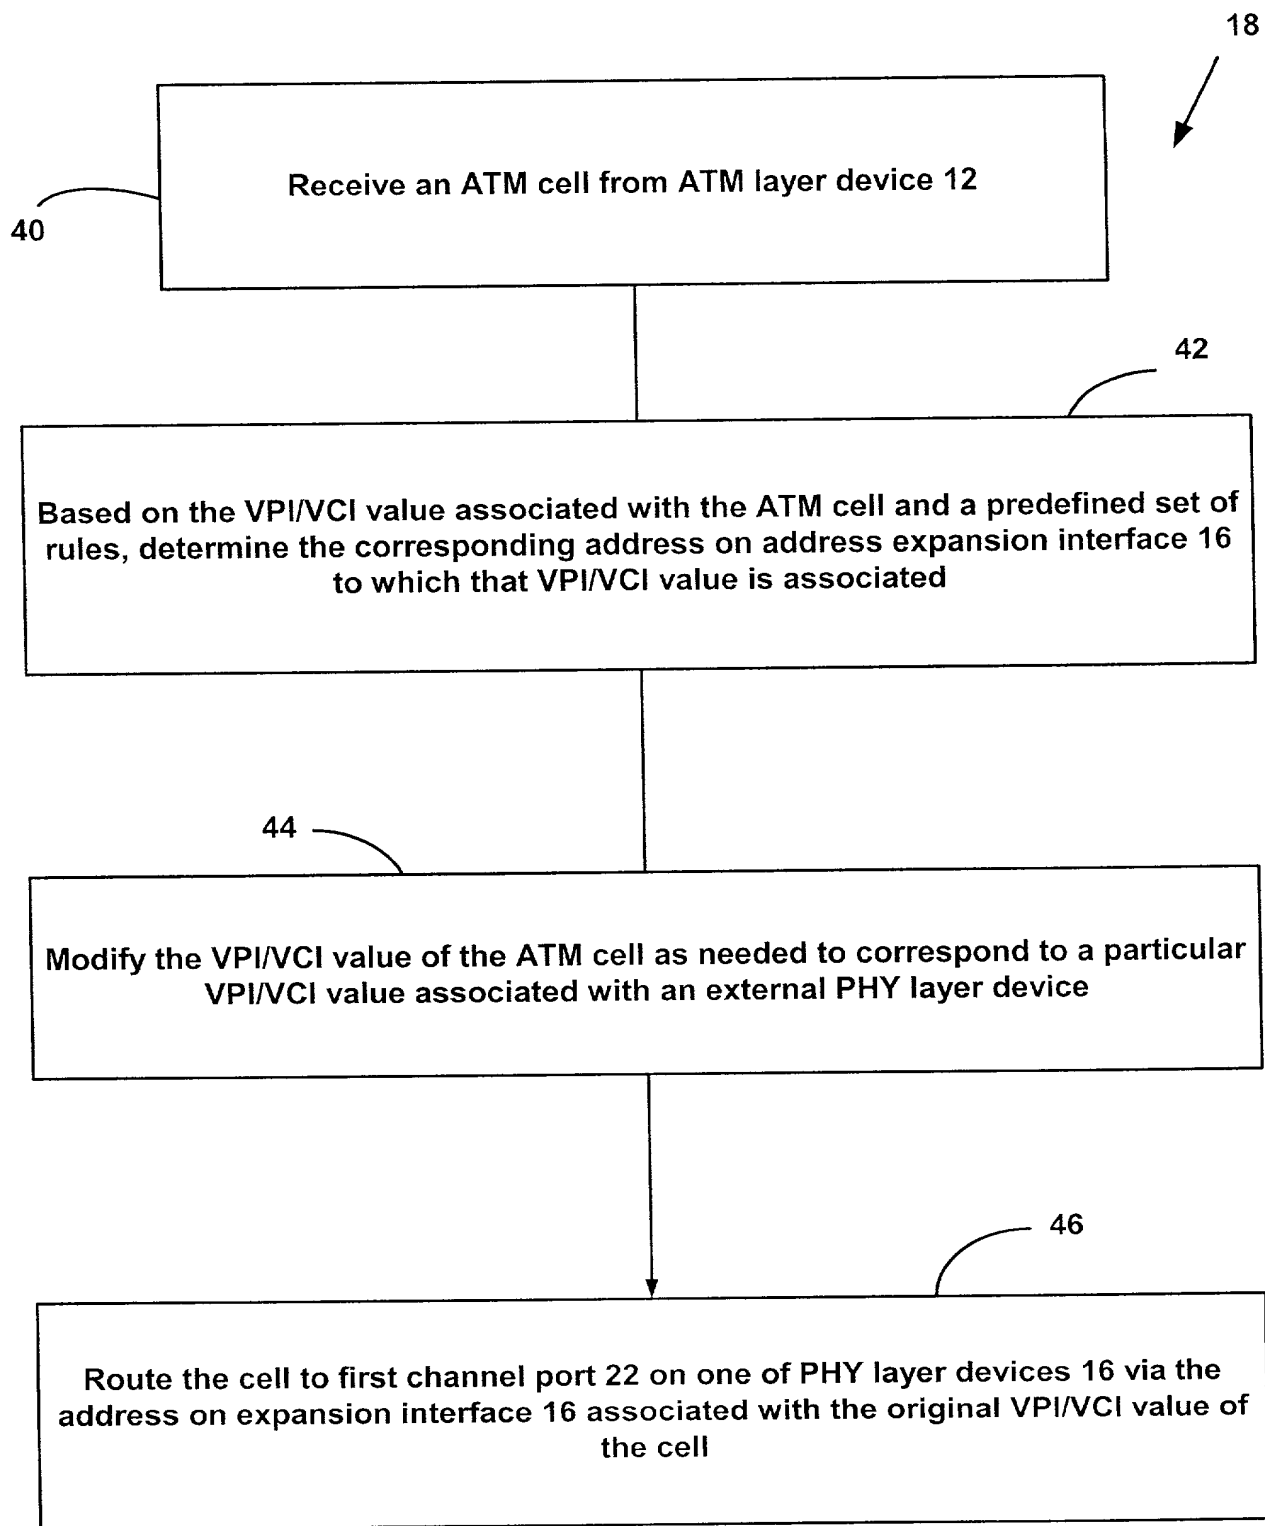 18
Receive an ATM cell from ATM layer device 12
40
42
Based on the VPI/VCI value associated with the ATM cell and a predefined set of
rules, determine the corresponding address on address expansion interface 16
to which that VPI/VCI value is associated
44
Modify the VPI/VCI value of the ATM cell as needed to correspond to a particular
VPI/VCI value associated with an external PHY layer device
46
Route the cell to first channel port 22 on one of PHY layer devices 16 via the
address on expansion interface 16 associated with the original VPI/VCI value of
the cell